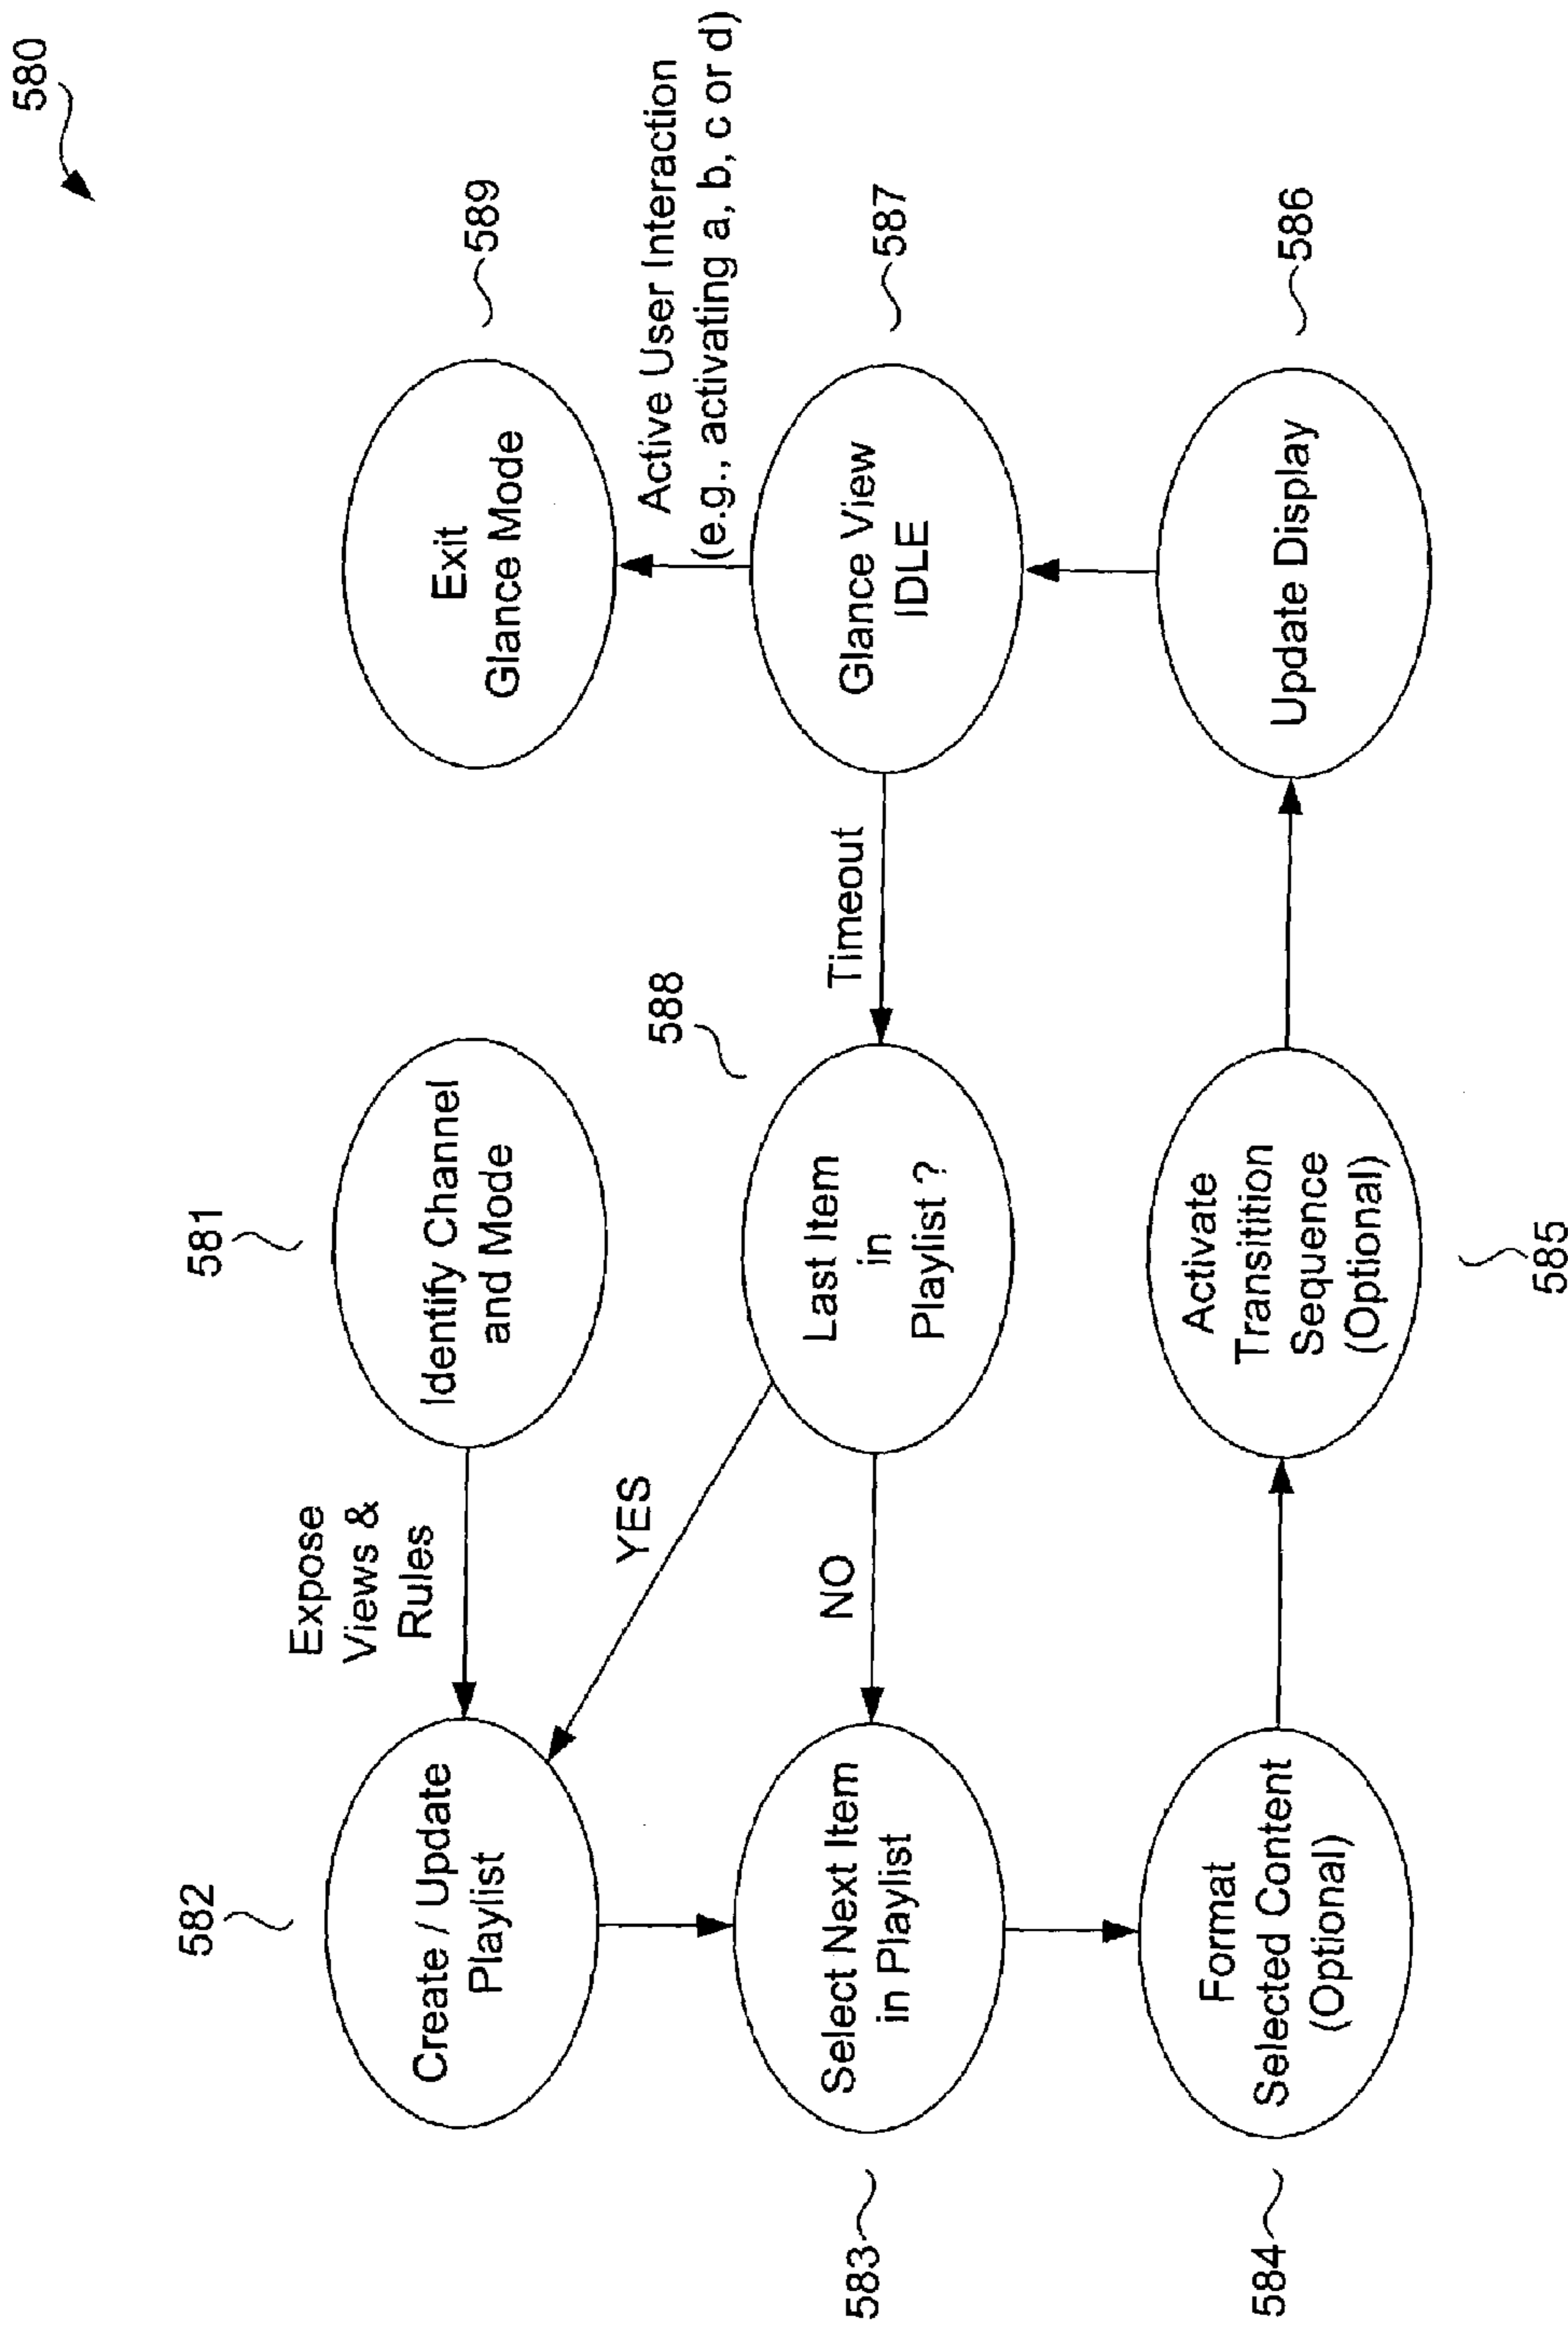 580
581
Identify Channel
and Mode
Expose
Views &
Rules
582
Create / Update
Playlist
583
Select Next Item
in Playlist
584
Format
Selected Content
(Optional)
585
Activate
Transitition
Sequence
(Optional)
586
Update Display
587
Glance View
IDLE
Timeout
588
Last Item
in
Playlist ?
YES
NO
Active User Interaction
(e.g., activating a, b, c or d)
589
Exit
Glance Mode